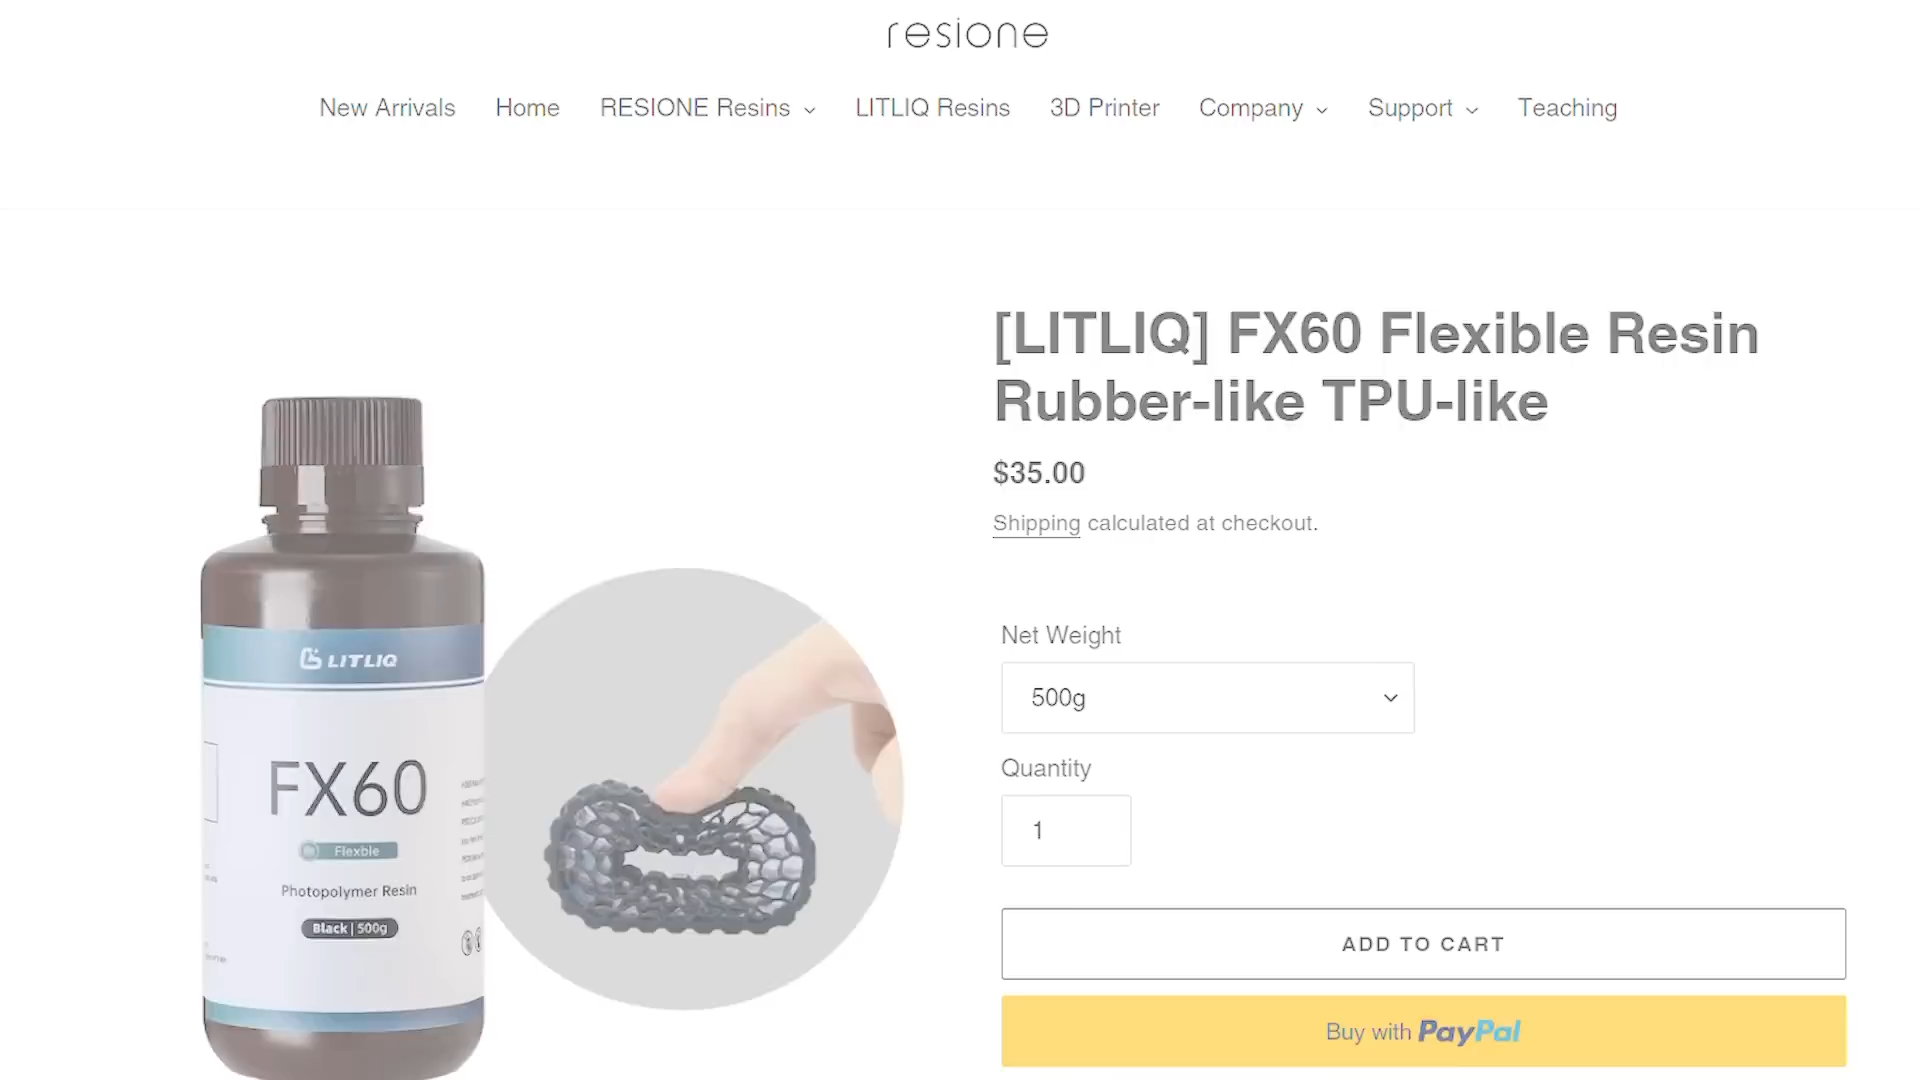 resione
New Arrivals Home RESIONE Resins LITLIQ Resins 3D Printer Company Support Teaching
[LITLIQ] FX60 Flexible Resin
Rubber-like TPU-like
$35.00
Shipping calculated at checkout.
Net Weight
500g
Quantity
1
ADD TO CART
Buy with PayPal
LITLIQ
FX60
Flexble
Photopolymer Resin
Black | 500g